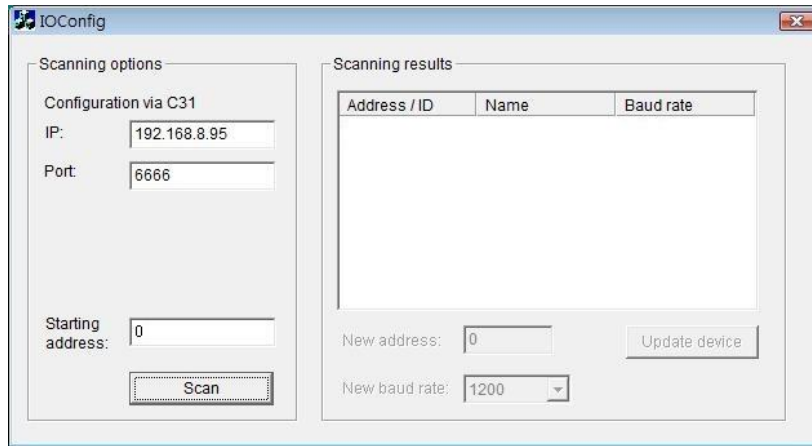 IOConfig
Scanning options
Configuration via C31
IP: 192.168.8.95
Port: 6666
Starting
address: 0
Scan
Scanning results
Address / ID Name Baud rate
New address: 0 Update device
New baud rate: 1200